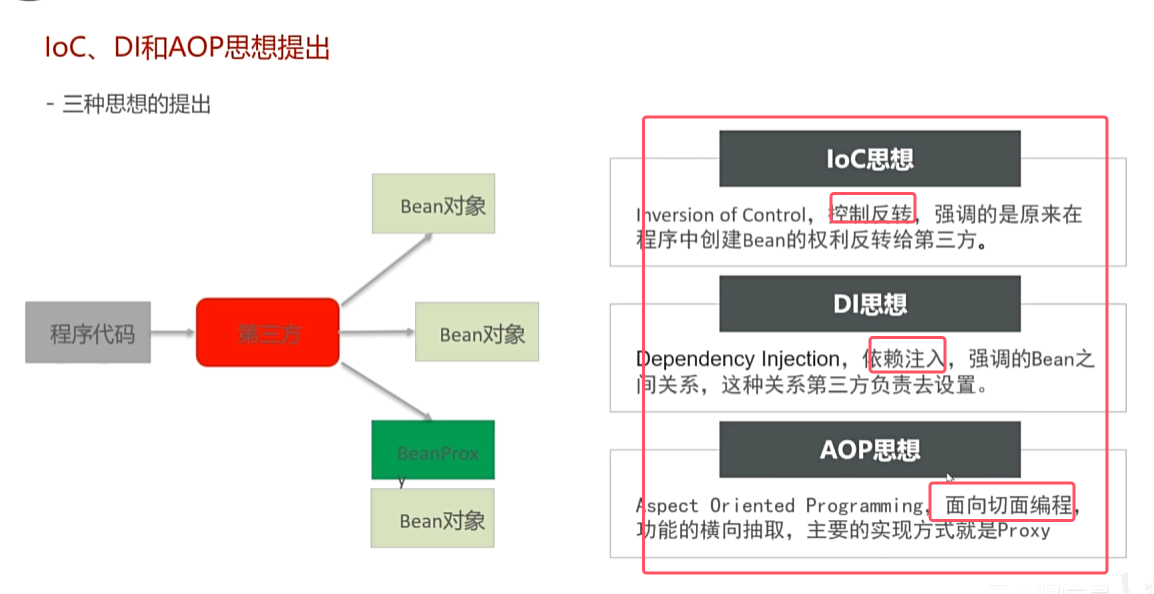 IoC、DI和AOP思想提出
- 三种思想的提出
程序代码
第三方
Bean对象
Bean对象
BeanProx
y
Bean对象
IoC思想
Inversion of Control，控制反转，强调的是原来在
程序中创建Bean的权利反转给第三方。
DI思想
Dependency Injection，依赖注入，强调的Bean之
间关系，这种关系第三方负责去设置。
AOP思想
Aspect Oriented Programming，面向切面编程，
功能的横向抽取，主要的实现方式就是Proxy